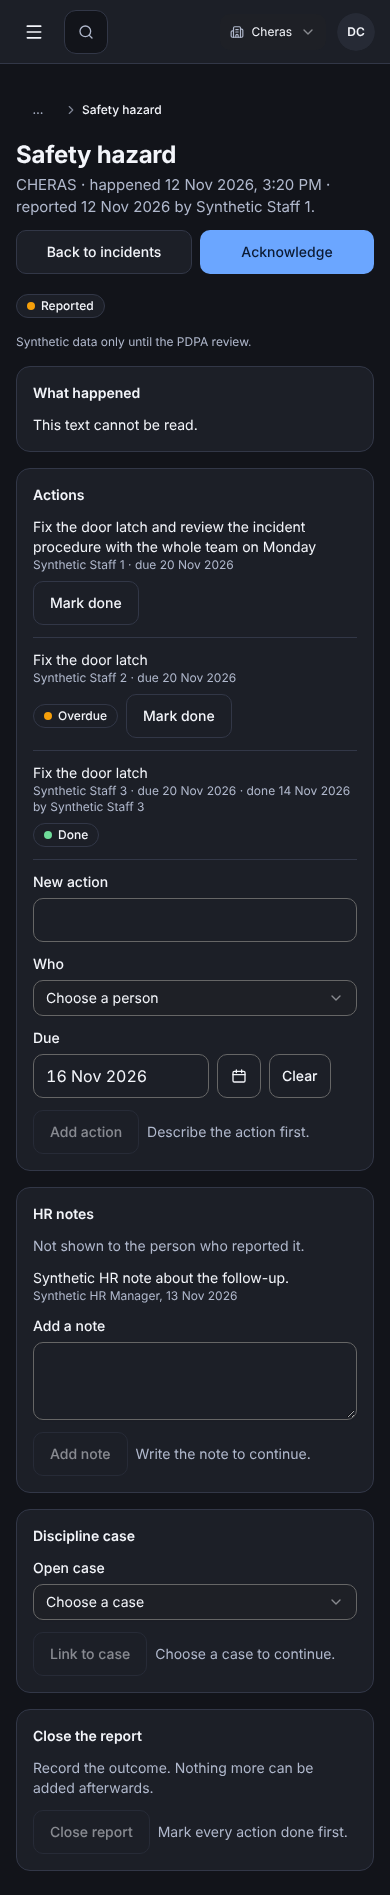 Cheras
DC
... > Safety hazard
Safety hazard
CHERAS · happened 12 Nov 2026, 3:20 PM ·
reported 12 Nov 2026 by Synthetic Staff 1.
Back to incidents
Acknowledge
Reported
Synthetic data only until the PDPA review.
What happened
This text cannot be read.
Actions
Fix the door latch and review the incident
procedure with the whole team on Monday
Synthetic Staff 1 · due 20 Nov 2026
Mark done
Fix the door latch
Synthetic Staff 2 · due 20 Nov 2026
Overdue
Mark done
Fix the door latch
Synthetic Staff 3 · due 20 Nov 2026 · done 14 Nov 2026
by Synthetic Staff 3
Done
New action
Who
Choose a person
Due
16 Nov 2026
Clear
Add action
Describe the action first.
HR notes
Not shown to the person who reported it.
Synthetic HR note about the follow-up.
Synthetic HR Manager, 13 Nov 2026
Add a note
Add note
Write the note to continue.
Discipline case
Open case
Choose a case
Link to case
Choose a case to continue.
Close the report
Record the outcome. Nothing more can be
added afterwards.
Close report
Mark every action done first.